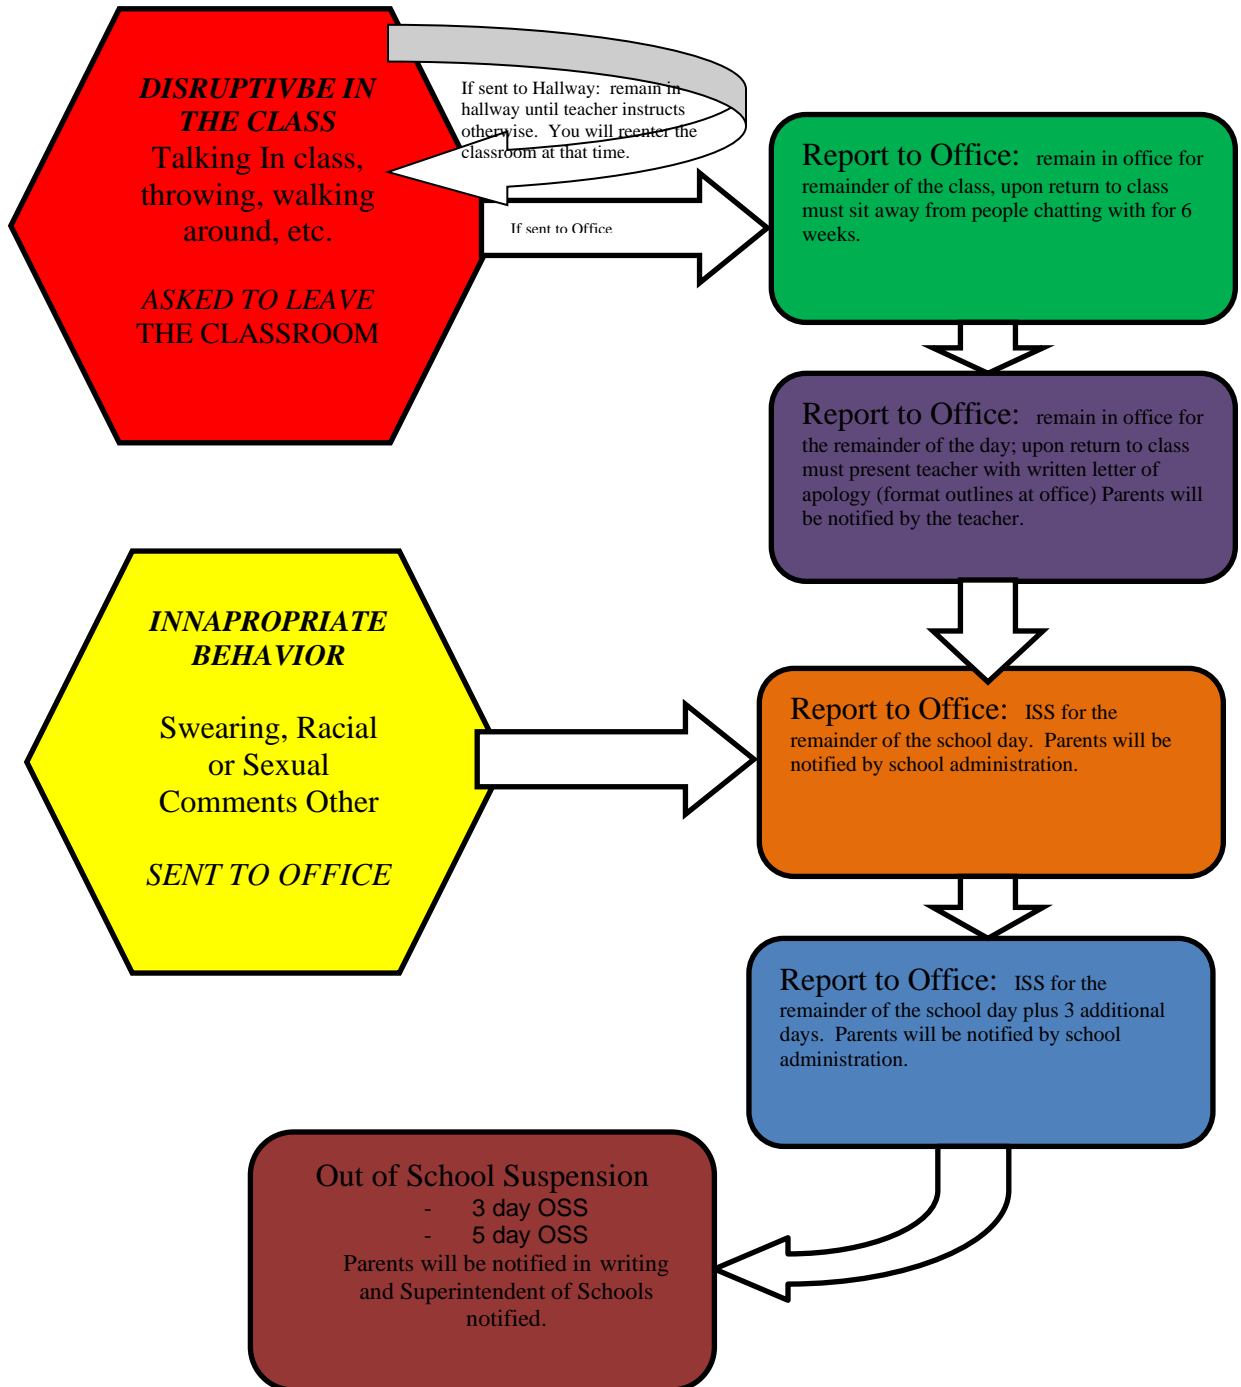 DISRUPTIVBE IN
THE CLASS
Talking In class,
throwing, walking
around, etc.
ASKED TO LEAVE
THE CLASSROOM
If sent to Hallway: remain in
hallway until teacher instructs
otherwise. You will reenter the
classroom at that time.
If sent to Office
Report to Office: remain in office for
remainder of the class, upon return to class
must sit away from people chatting with for 6
weeks.
Report to Office: remain in office for
the remainder of the day; upon return to class
must present teacher with written letter of
apology (format outlines at office) Parents will
be notified by the teacher.
INNAPROPRIATE
BEHAVIOR
Swearing, Racial
or Sexual
Comments Other
SENT TO OFFICE
Report to Office: ISS for the
remainder of the school day. Parents will be
notified by school administration.
Report to Office: ISS for the
remainder of the school day plus 3 additional
days. Parents will be notified by school
administration.
Out of School Suspension
- 3 day OSS
- 5 day OSS
Parents will be notified in writing
and Superintendent of Schools
notified.